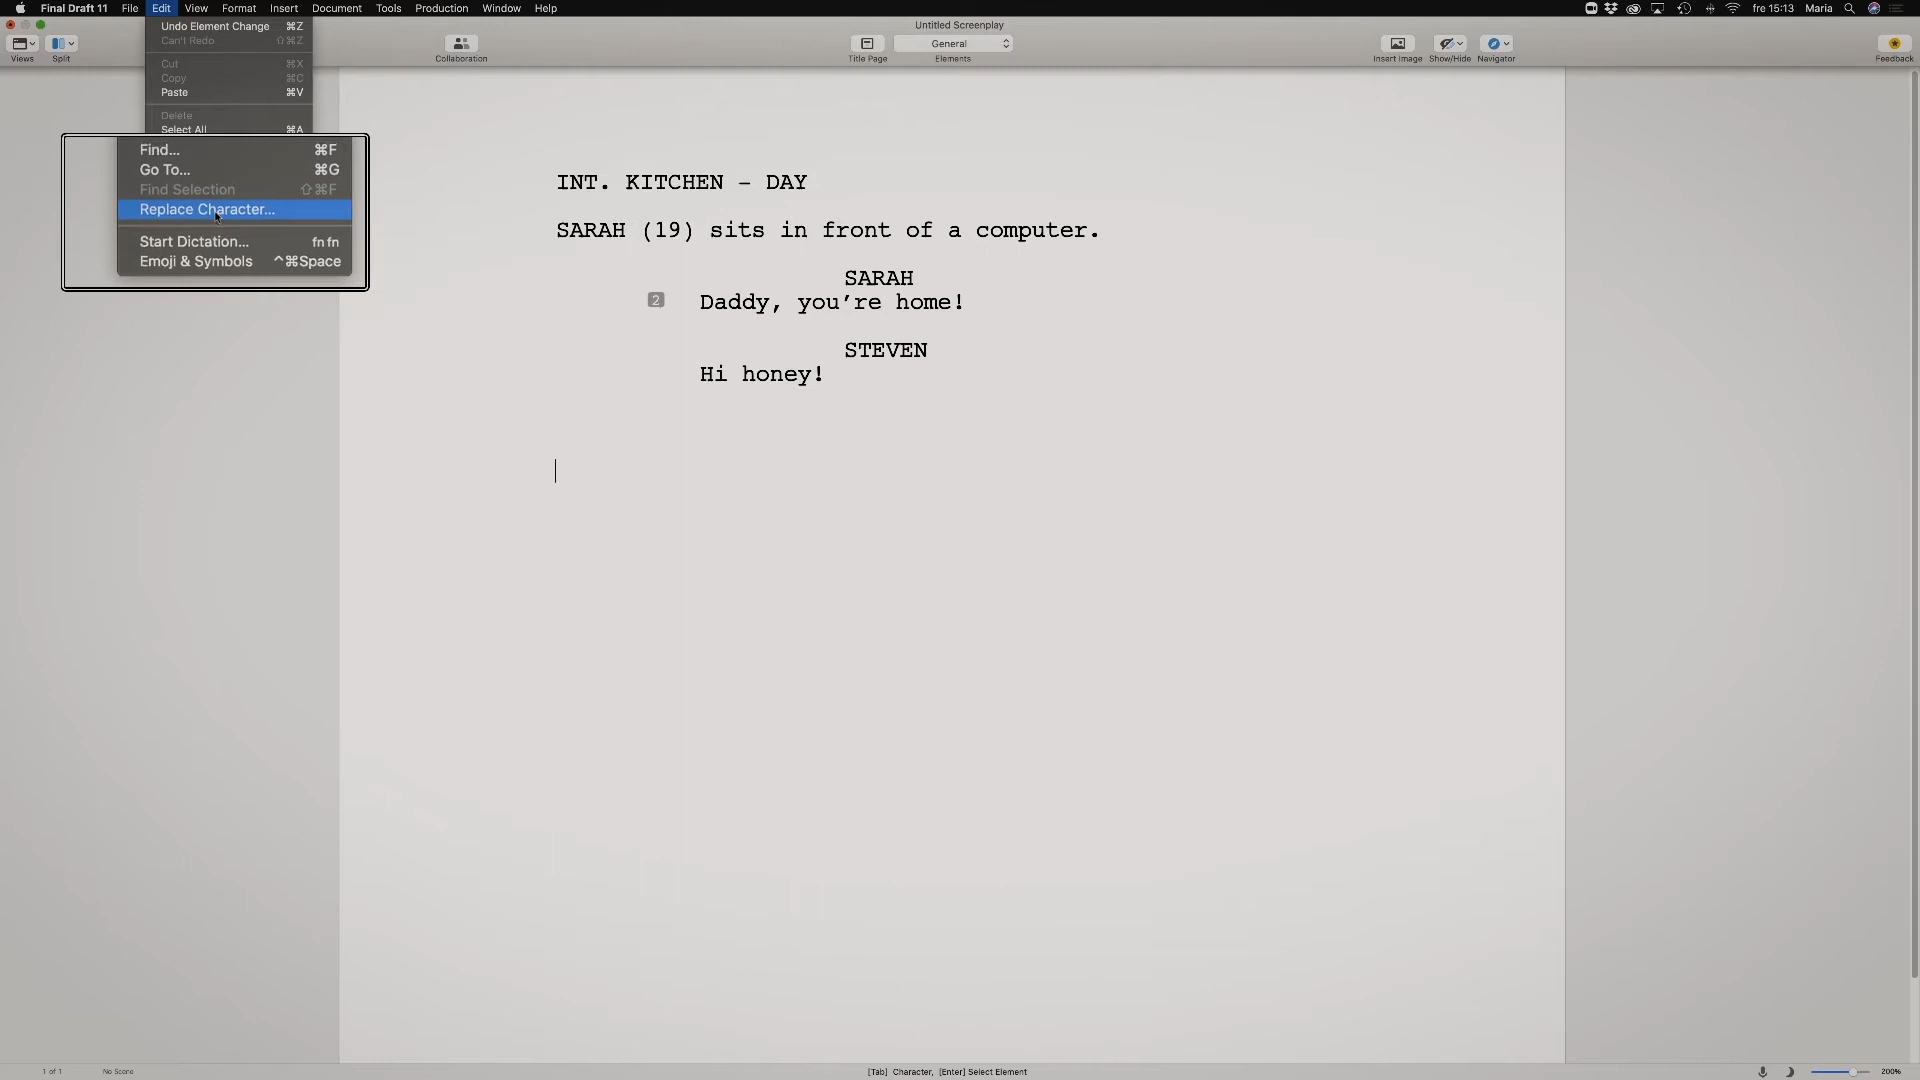 Final Draft 11 File Edit View Format Insert Document Tools Production Window Help fre 15:13 Maria
Untitled Screenplay
Undo Element Change ⌘Z
Can't Redo ⇧⌘Z
Cut ⌘X
Copy ⌘C
Paste ⌘V
Delete
Select All ⌘A
Find... ⌘F
Go To... ⌘G
Find Selection ⇧⌘F
Replace Character...
Start Dictation... fn fn
Emoji & Symbols ^⌘Space
General
Views Split Collaboration Title Page Elements Insert Image Show/Hide Navigator Feedback
INT. KITCHEN – DAY
SARAH (19) sits in front of a computer.
SARAH
2 Daddy, you’re home!
STEVEN
Hi honey!
1 of 1 No Scene [Tab] Character, [Enter] Select Element 200%